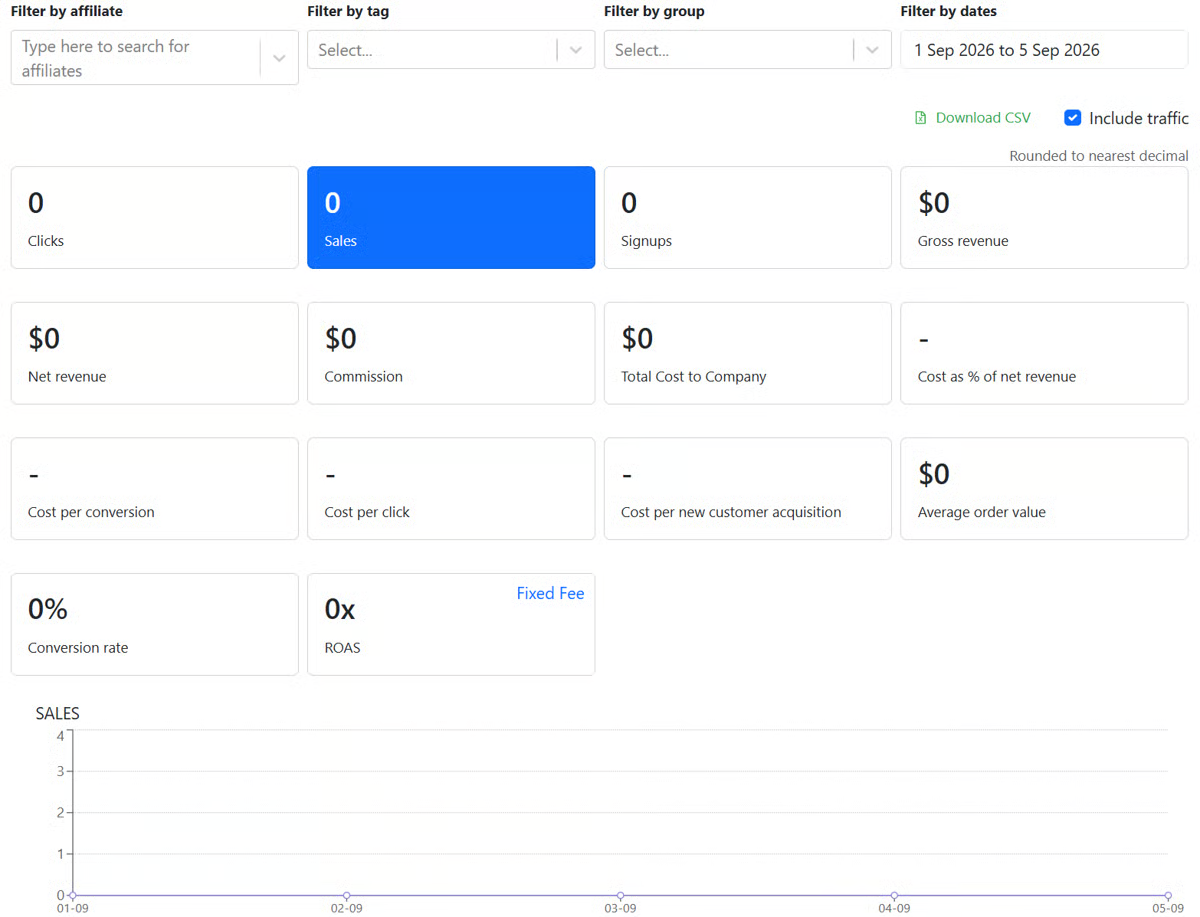 Filter by affiliate
Filter by tag
Filter by group
Filter by dates
Type here to search for
affiliates
Select...
Select...
1 Sep 2026 to 5 Sep 2026
Download CSV
Include traffic
Rounded to nearest decimal
0
Clicks
0
Sales
0
Signups
$0
Gross revenue
$0
Net revenue
$0
Commission
$0
Total Cost to Company
-
Cost as % of net revenue
-
Cost per conversion
-
Cost per click
-
Cost per new customer acquisition
$0
Average order value
0%
Conversion rate
Fixed Fee
0x
ROAS
SALES
4
3
2
1
0
01-09
02-09
03-09
04-09
05-09